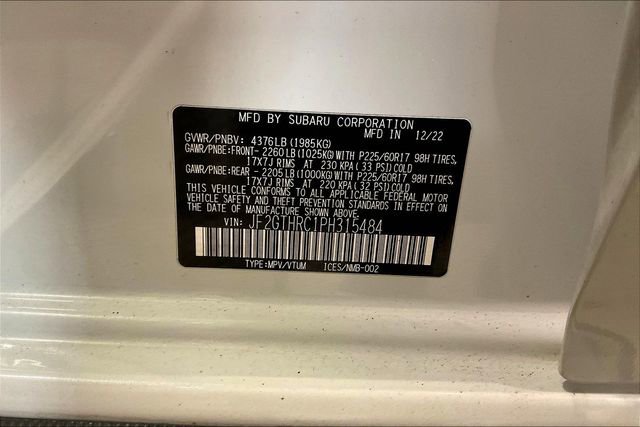 MFD BY SUBARU CORPORATION
MFD IN 12/22
GVWR/PNBV: 4376LB(1985KG)
GAWR/PNBE:FRONT- 2260LB(1025KG)WITH P225/60R17 98H TIRES,
17X7J RIMS AT 230 KPA( 33 PSI)COLD
GAWR/PNBE:REAR - 2205LB(1000KG)WITH P225/60R17 98H TIRES,
17X7J RIMS AT 220 KPA( 32 PSI)COLD
THIS VEHICLE CONFORMS TO ALL APPLICABLE FEDERAL MOTOR
VEHICLE SAFETY AND THEFT PREVENTION STANDARDS IN EFFECT ON
THE DATE OF MANUFACTURE SHOWN ABOVE.
VIN: JF2GTHRC1PH315484
TYPE:MPV/VTUM ICES/NMB-002